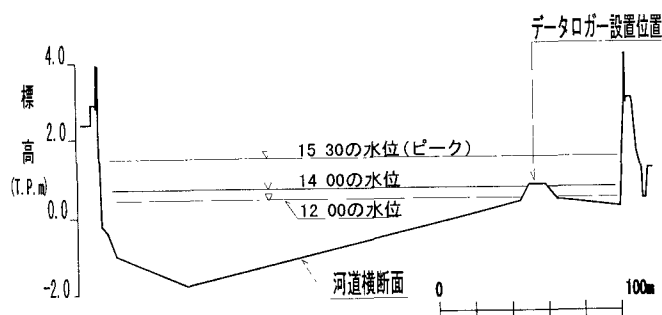 データロガー設置位置
4.0
標
2.0
高
(T.P.m)
0.0
-2.0
15 30の水位(ピーク)
14 00の水位
12 00の水位
河道横断面
0
100m